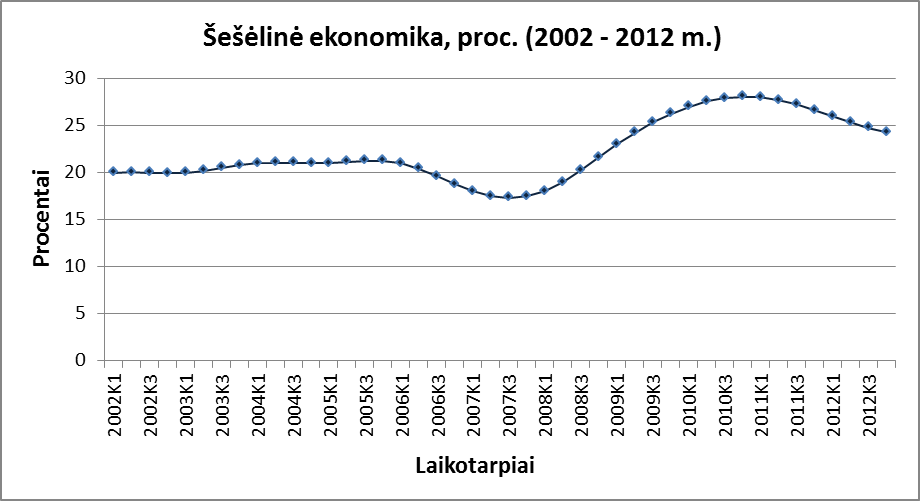 Šešėlinė ekonomika, proc. (2002 - 2012 m.)
Procentai
30
25
20
15
10
5
0
2002K1
2002K3
2003K1
2003K3
2004K1
2004K3
2005K1
2005K3
2006K1
2006K3
2007K1
2007K3
2008K1
2008K3
2009K1
2009K3
2010K1
2010K3
2011K1
2011K3
2012K1
2012K3
Laikotarpiai